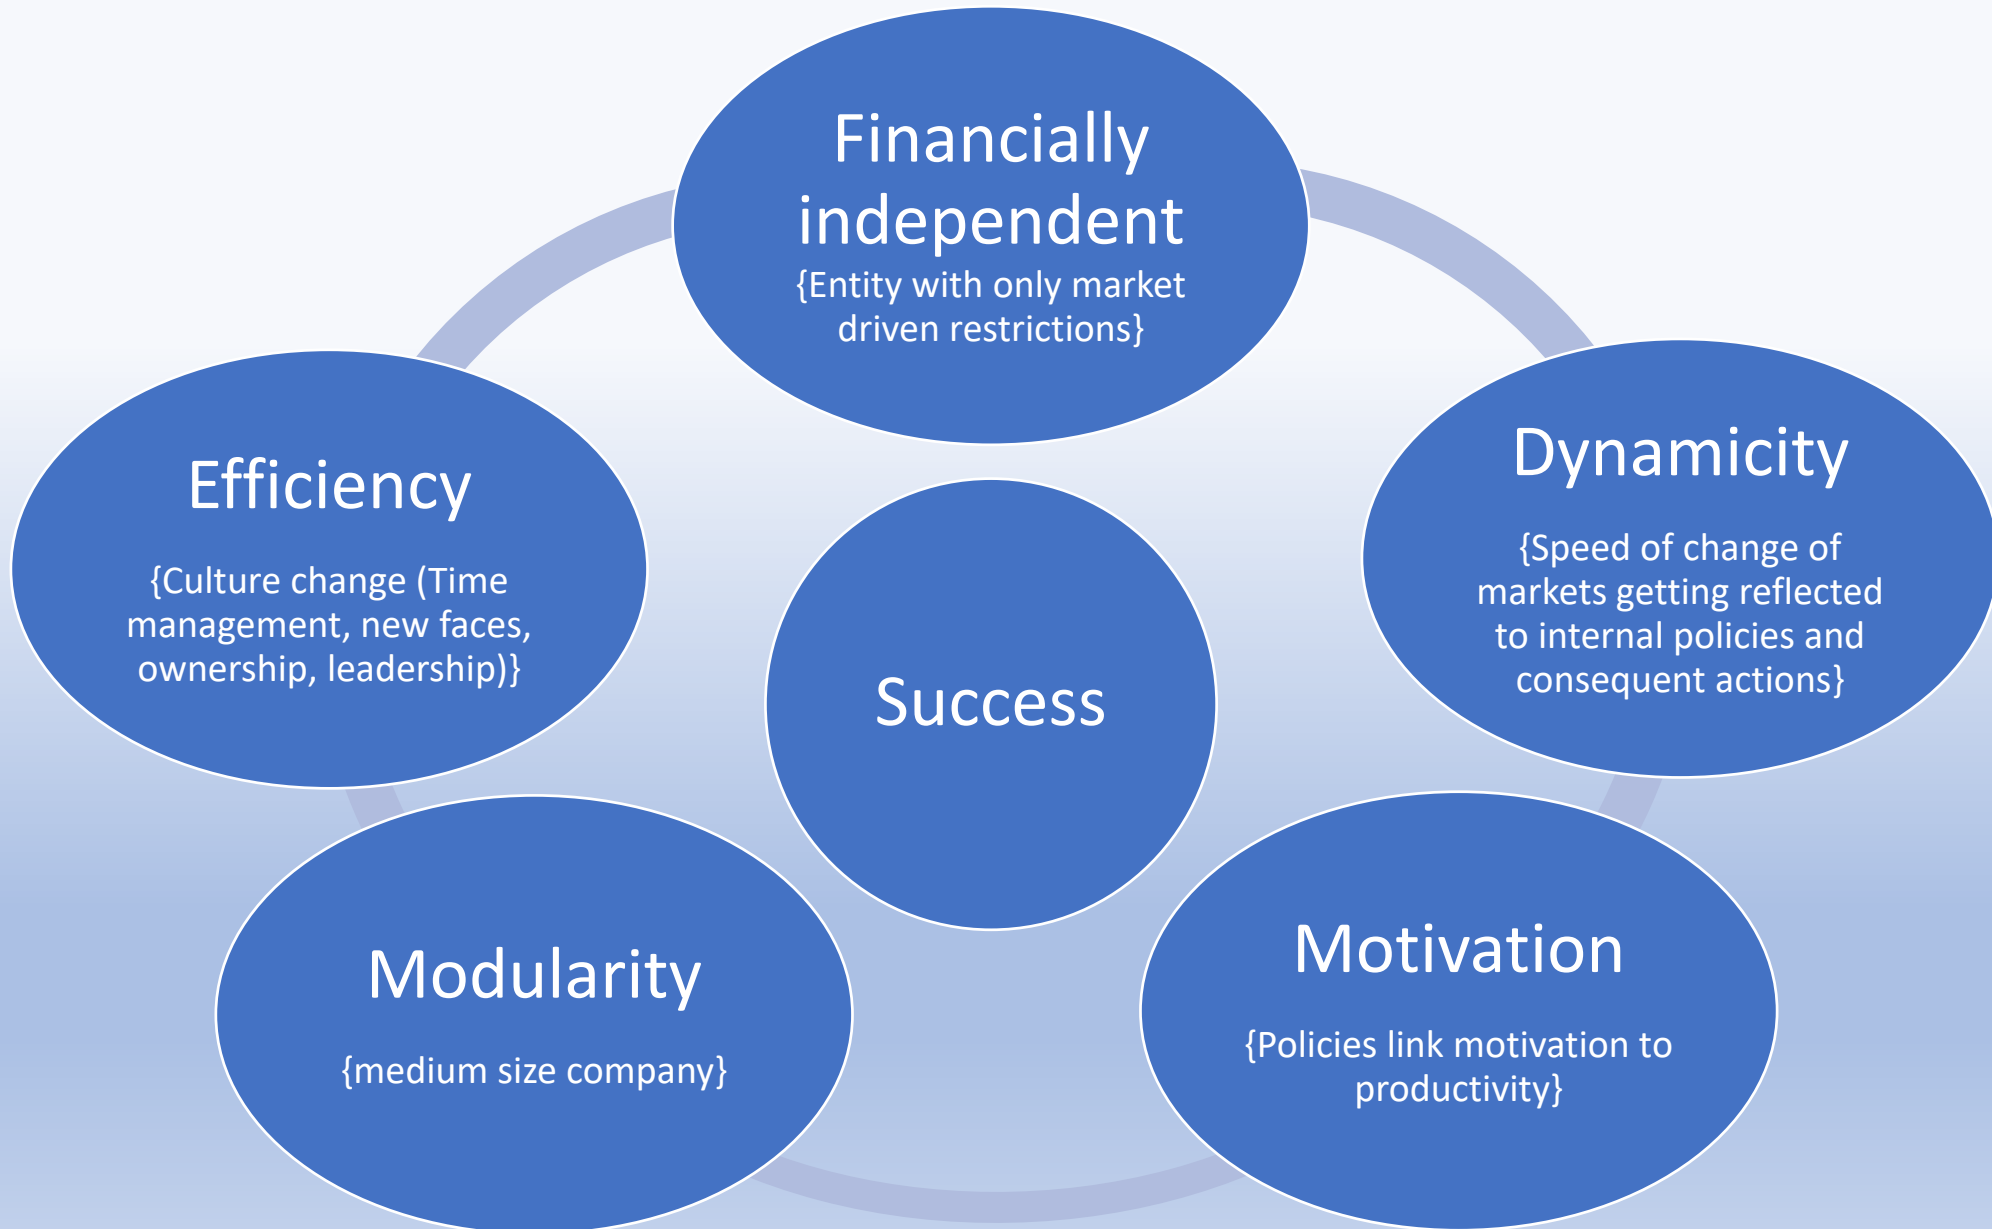 Financially
independent
{Entity with only market
driven restrictions}
Efficiency
{Culture change (Time
management, new faces,
ownership, leadership)}
Dynamicity
{Speed of change of
markets getting reflected
to internal policies and
consequent actions}
Success
Modularity
{medium size company}
Motivation
{Policies link motivation to
productivity}